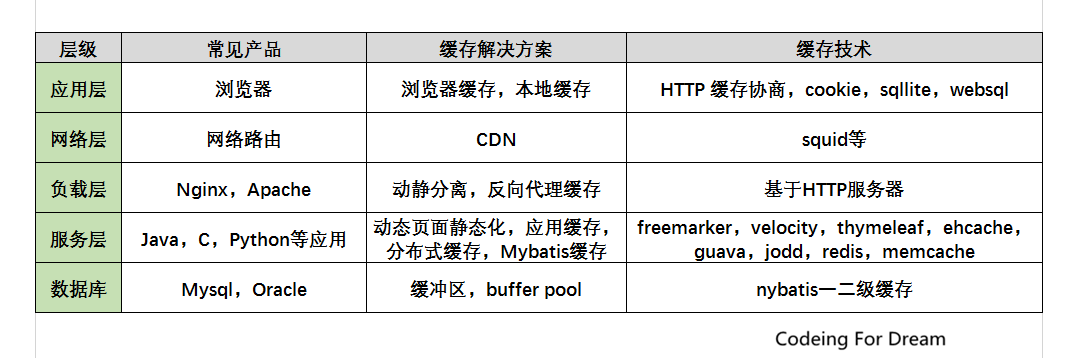 层级 常见产品 缓存解决方案 缓存技术
应用层 浏览器 浏览器缓存，本地缓存 HTTP 缓存协商，cookie，sqllite，websql
网络层 网络路由 CDN squid等
负载层 Nginx，Apache 动静分离，反向代理缓存 基于HTTP服务器
服务层 Java，C，Python等应用 动态页面静态化，应用缓存， freemarker，velocity，thymeleaf，ehcache，
分布式缓存，Mybatis缓存 guava，jodd，redis，memcache
数据库 Mysql，Oracle 缓冲区，buffer pool nybatis一二级缓存
Codeing For Dream